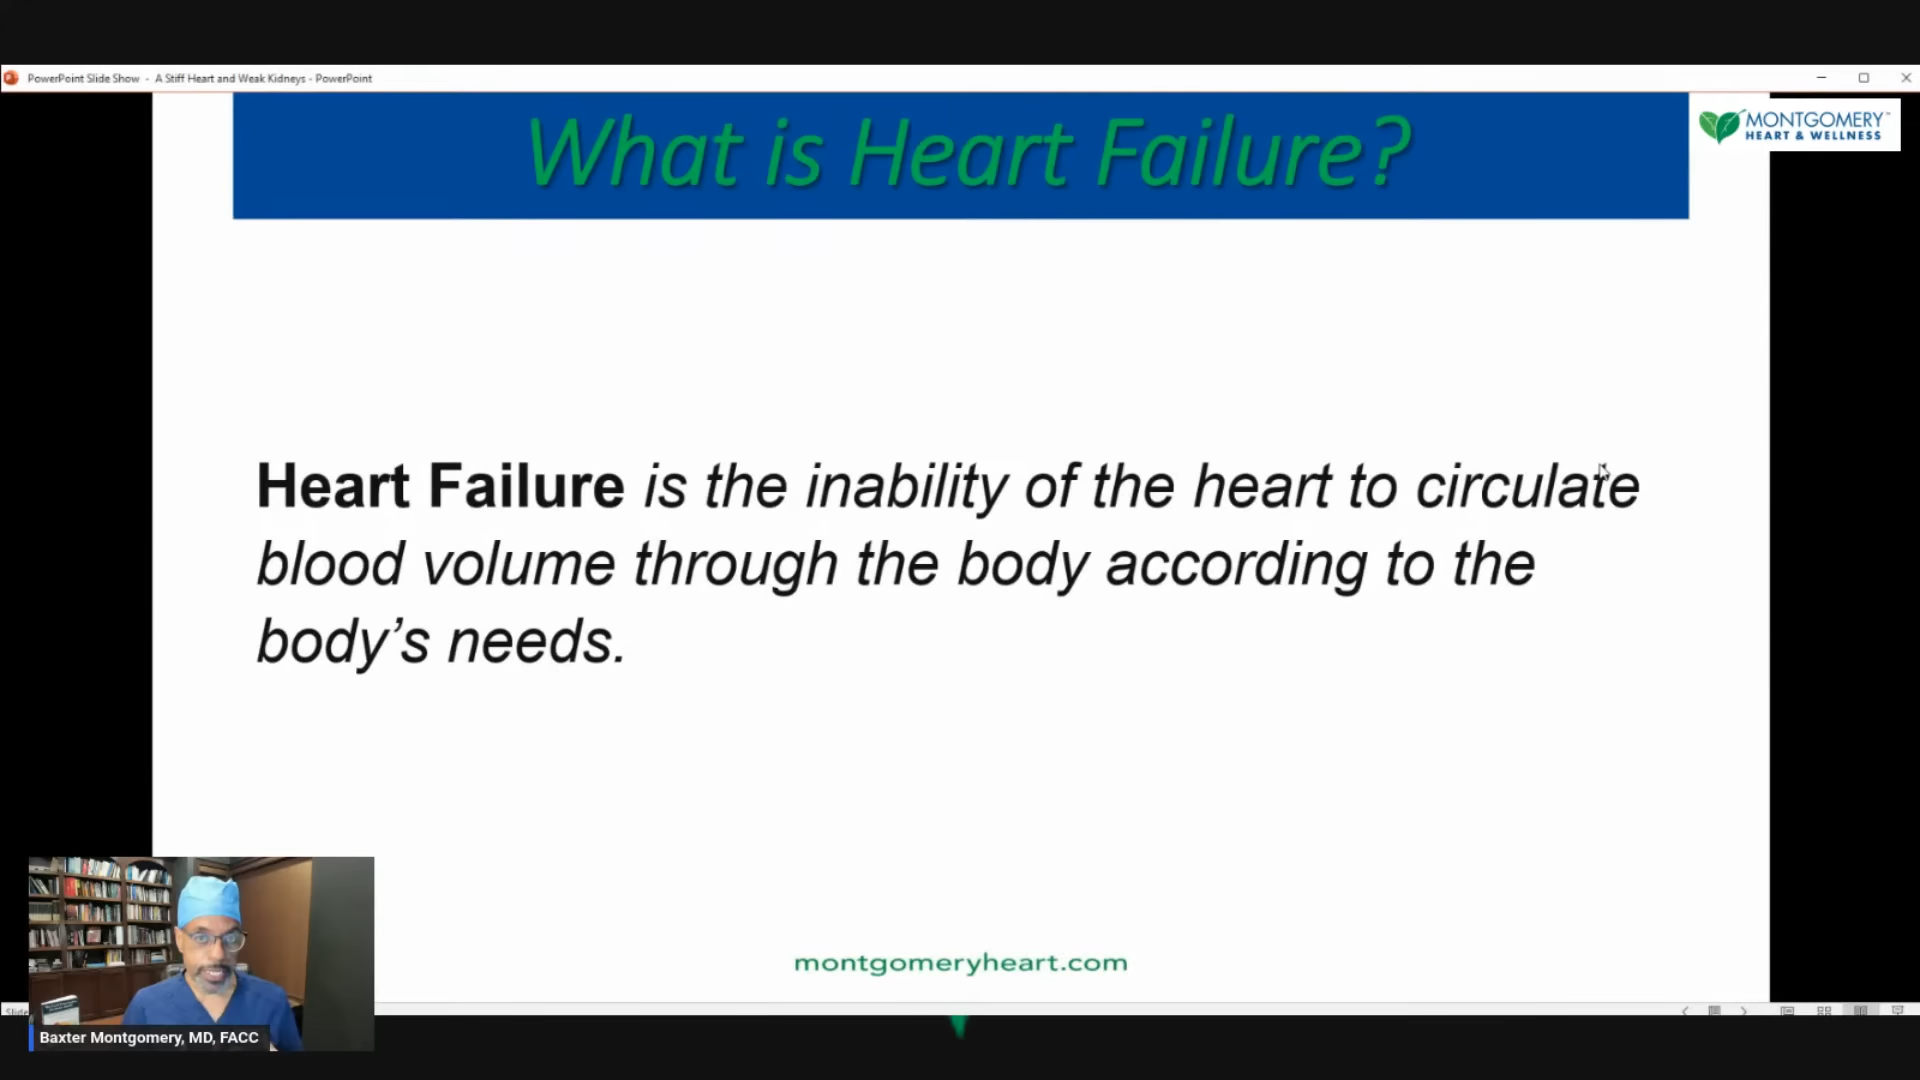 PowerPoint Slide Show - A Stiff Heart and Weak Kidneys - PowerPoint
MONTGOMERY™
HEART & WELLNESS
What is Heart Failure?
Heart Failure is the inability of the heart to circulate
blood volume through the body according to the
body’s needs.
montgomeryheart.com
Slide
Baxter Montgomery, MD, FACC